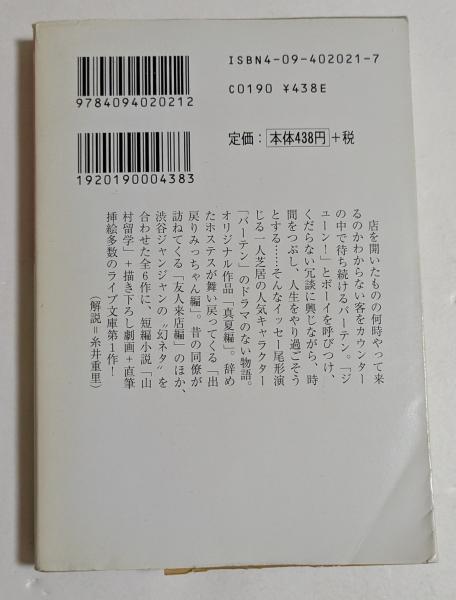 ISBN4-09-402021-7
C0190 ¥438E
9784094020212
定価：本体438円+税
1920190004383
店を開いたものの何時やって来
るのかわからない客をカウンター
の中で待ち続けるバーテン。「ジ
ューン！」とボーイを呼びつけ、
くだらない冗談に興じながら、時
間をつぶし、人生をやり過ごそう
とする……そんなイッセー尾形演
じる一人芝居の人気キャラクター
「バーテン」のドラマのない物語。
オリジナル作品「真夏編」。辞め
たホステスが舞い戻ってくる「出
戻りみっちゃん編」。昔の同僚が
訪ねてくる「友人来店編」のほか、
渋谷ジャンジャンの〝幻ネタ〟を
合わせた全6作に、短編小説「山
村留学」+描き下ろし劇画+直筆
挿絵多数のライブ文庫第1作！
（解説＝糸井重里）